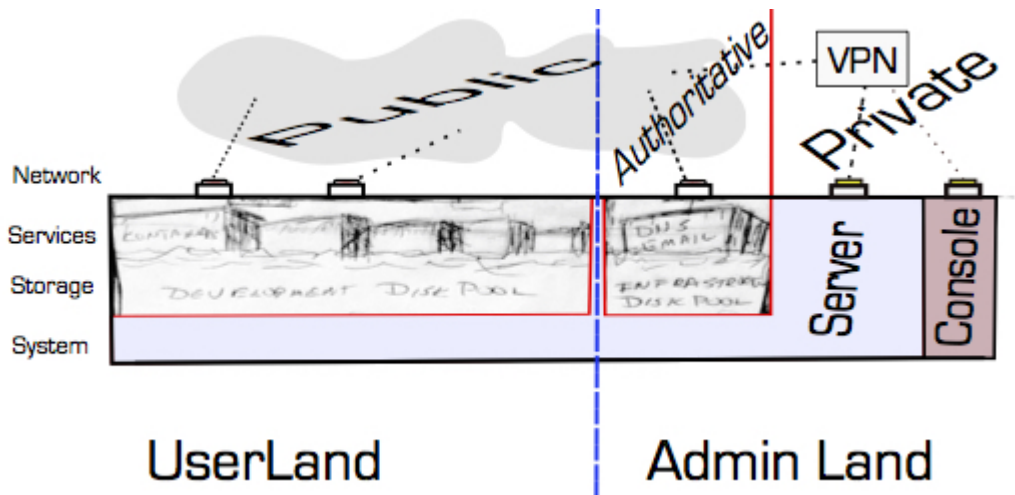 Public
Authoritative
VPN
Private
Network
Services
Storage
System
DNS
EMAIL
DEVELOPMENT DISK POOL
DISK POOL
Server
Console
UserLand
Admin Land